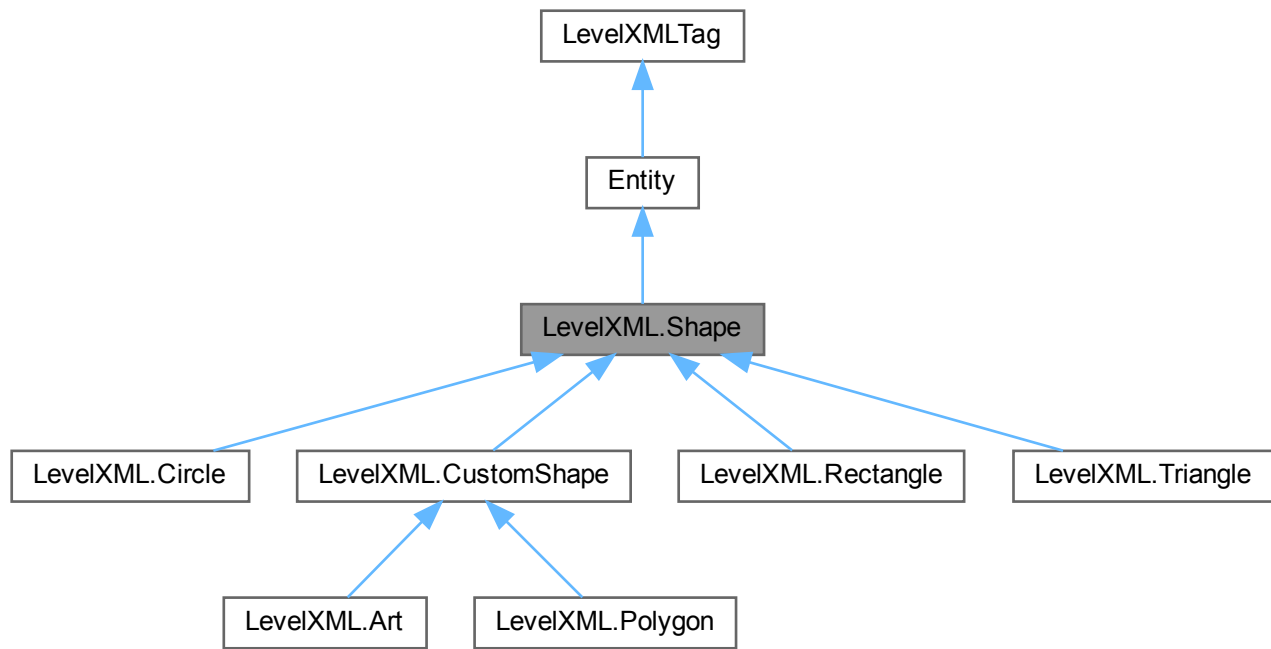 LevelXMLTag
Entity
LevelXML.Shape
LevelXML.Circle
LevelXML.CustomShape
LevelXML.Rectangle
LevelXML.Triangle
LevelXML.Art
LevelXML.Polygon